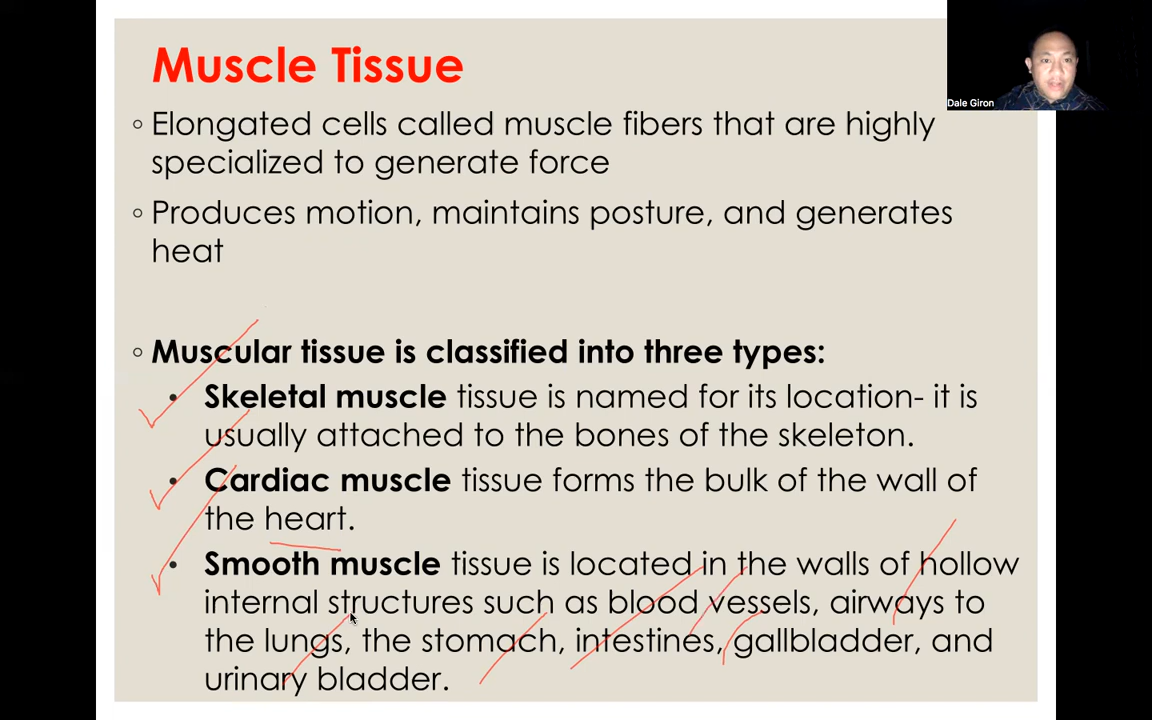 Muscle Tissue
Dale Giron
◦ Elongated cells called muscle fibers that are highly
specialized to generate force
◦ Produces motion, maintains posture, and generates
heat
◦ Muscular tissue is classified into three types:
• Skeletal muscle tissue is named for its location- it is
usually attached to the bones of the skeleton.
• Cardiac muscle tissue forms the bulk of the wall of
the heart.
• Smooth muscle tissue is located in the walls of hollow
internal structures such as blood vessels, airways to
the lungs, the stomach, intestines, gallbladder, and
urinary bladder.